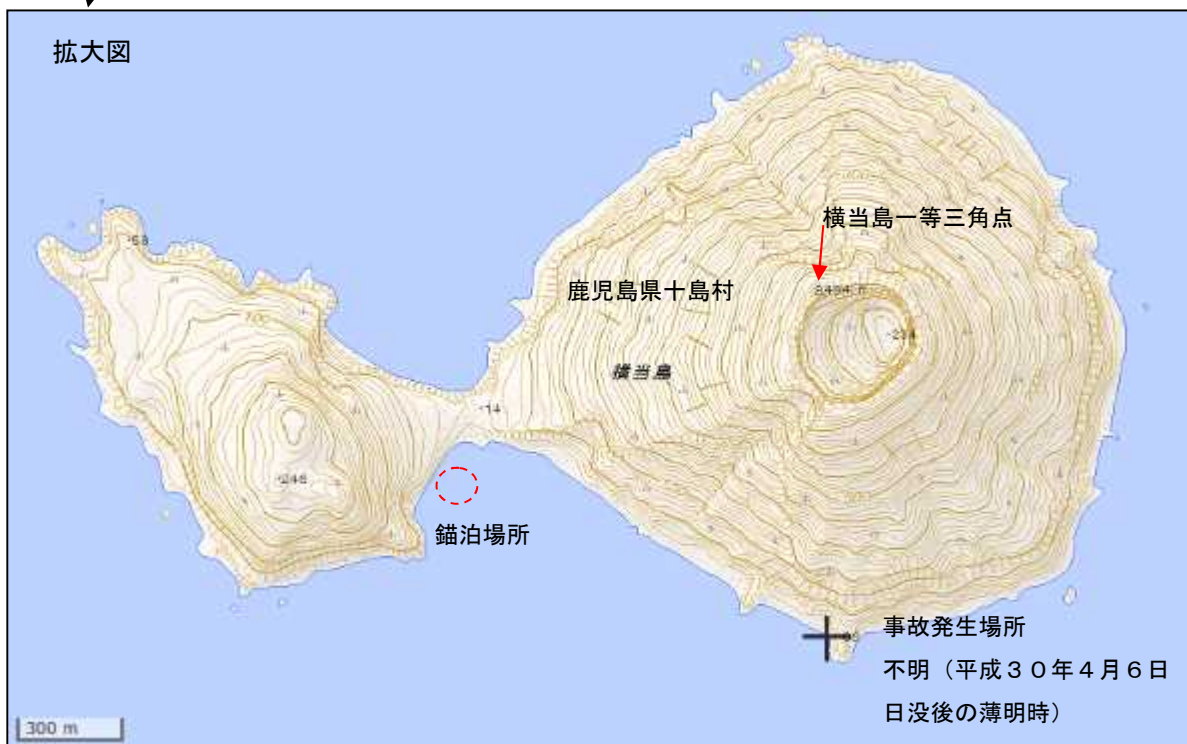 拡大図
横当島一等三角点
鹿児島県十島村
横当島
錨泊場所
事故発生場所
不明（平成３０年４月６日
日没後の薄明時）
14
300 m